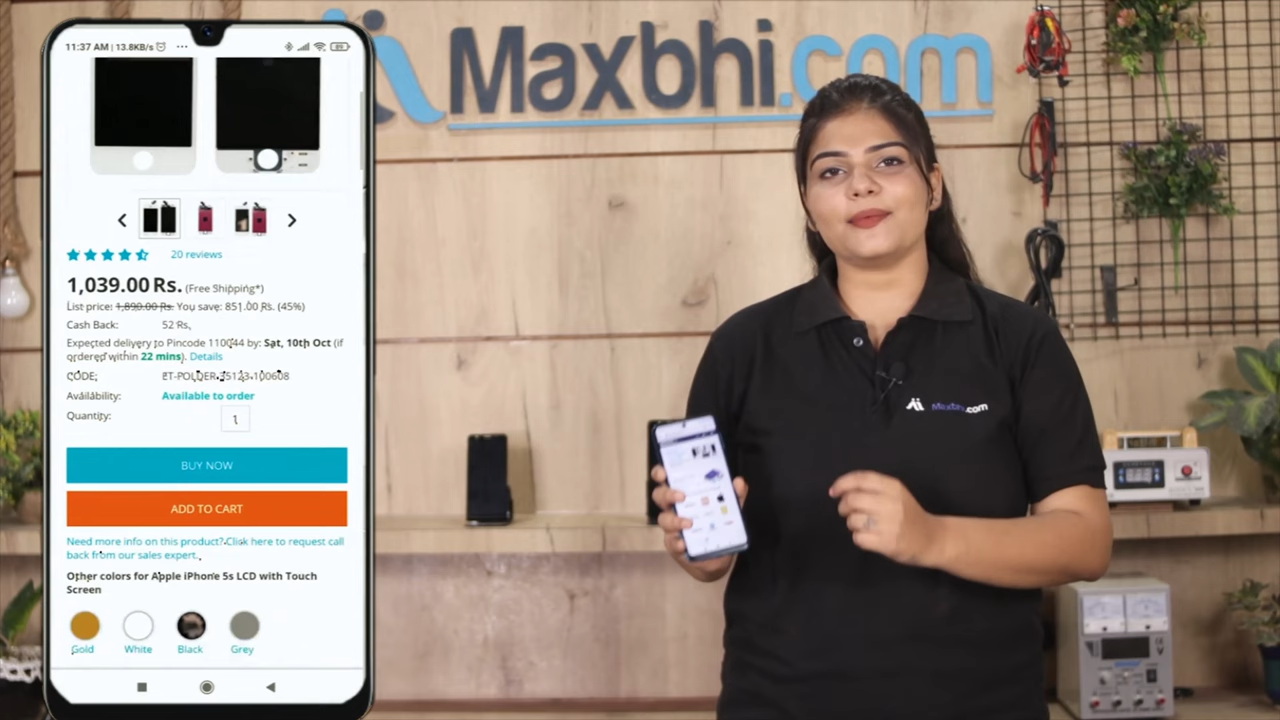 11:37 AM | 13.8KB/s
Maxbhi.com
20 reviews
1,039.00 Rs. (Free Shipping*)
List price: 1,890.00 Rs. You save: 851.00 Rs. (45%)
Cash Back: 52 Rs.
Expected delivery to Pincode 110044 by: Sat, 10th Oct (if
ordered within 22 mins). Details
CODE:
Availability: Available to order
Quantity: 1
BUY NOW
ADD TO CART
Need more info on this product? Click here to request call
back from our sales expert.
Other colors for Apple iPhone 5s LCD with Touch
Screen
Gold White Black Grey
Maxbhi.com